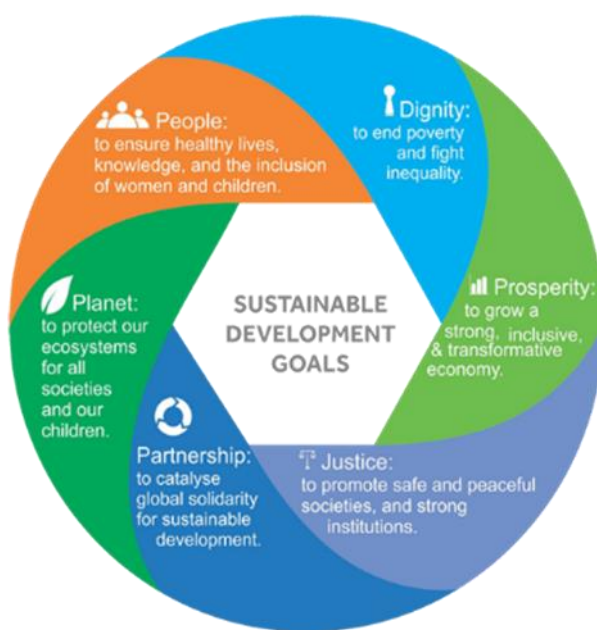 SUSTAINABLE
DEVELOPMENT
GOALS
Dignity:
to end poverty
and fight
inequality.
Prosperity:
to grow a
strong, inclusive,
& transformative
economy.
Justice:
to promote safe and peaceful
societies, and strong
institutions.
Partnership:
to catalyse
global solidarity
for sustainable
development.
Planet:
to protect our
ecosystems
for all
societies
and our
children.
People:
to ensure healthy lives,
knowledge, and the inclusion
of women and children.